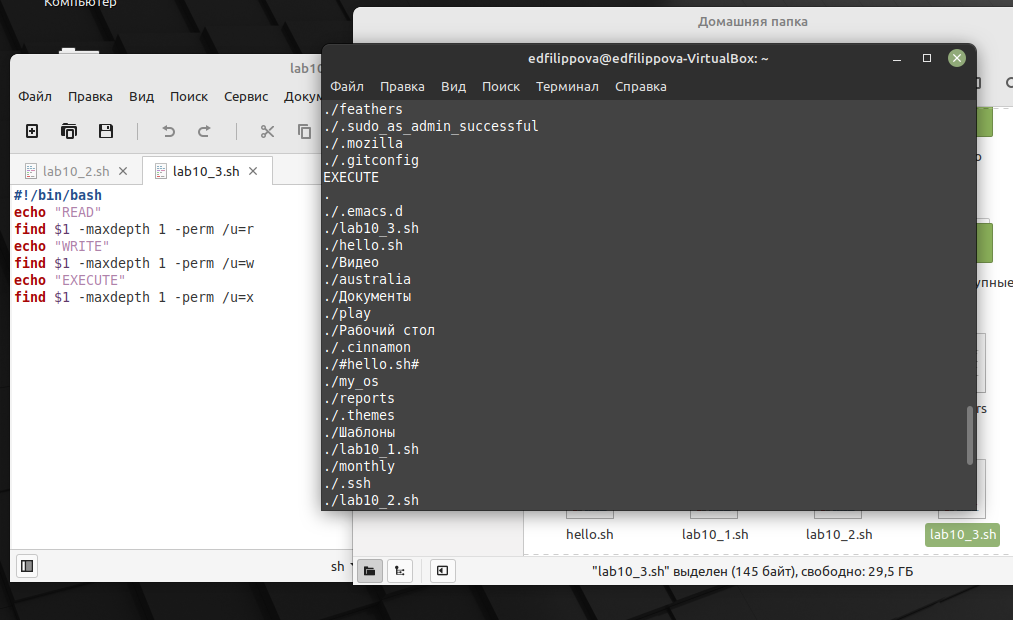 Компьютер
Домашняя папка
lab10
Файл Правка Вид Поиск Сервис Докум
lab10_2.sh lab10_3.sh
#!/bin/bash
echo "READ"
find $1 -maxdepth 1 -perm /u=r
echo "WRITE"
find $1 -maxdepth 1 -perm /u=w
echo "EXECUTE"
find $1 -maxdepth 1 -perm /u=x
sh
edfilippova@edfilippova-VirtualBox: ~
Файл Правка Вид Поиск Терминал Справка
./feathers
./.sudo_as_admin_successful
./.mozilla
./.gitconfig
EXECUTE
.
./.emacs.d
./lab10_3.sh
./hello.sh
./Видео
./australia
./Документы
./play
./Рабочий стол
./.cinnamon
./#hello.sh#
./my_os
./reports
./.themes
./Шаблоны
./lab10_1.sh
./monthly
./.ssh
./lab10_2.sh
упные
rs
hello.sh lab10_1.sh lab10_2.sh lab10_3.sh
"lab10_3.sh" выделен (145 байт), свободно: 29,5 ГБ